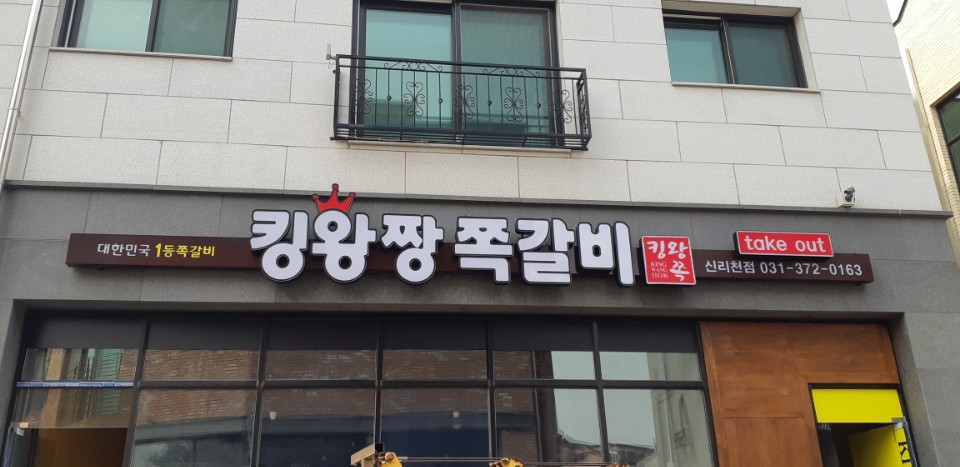 대한민국 1등쪽갈비
킹왕짱쪽갈비
킹왕쪽
KING
WANG
take out
신리천점 031-372-0163
KI